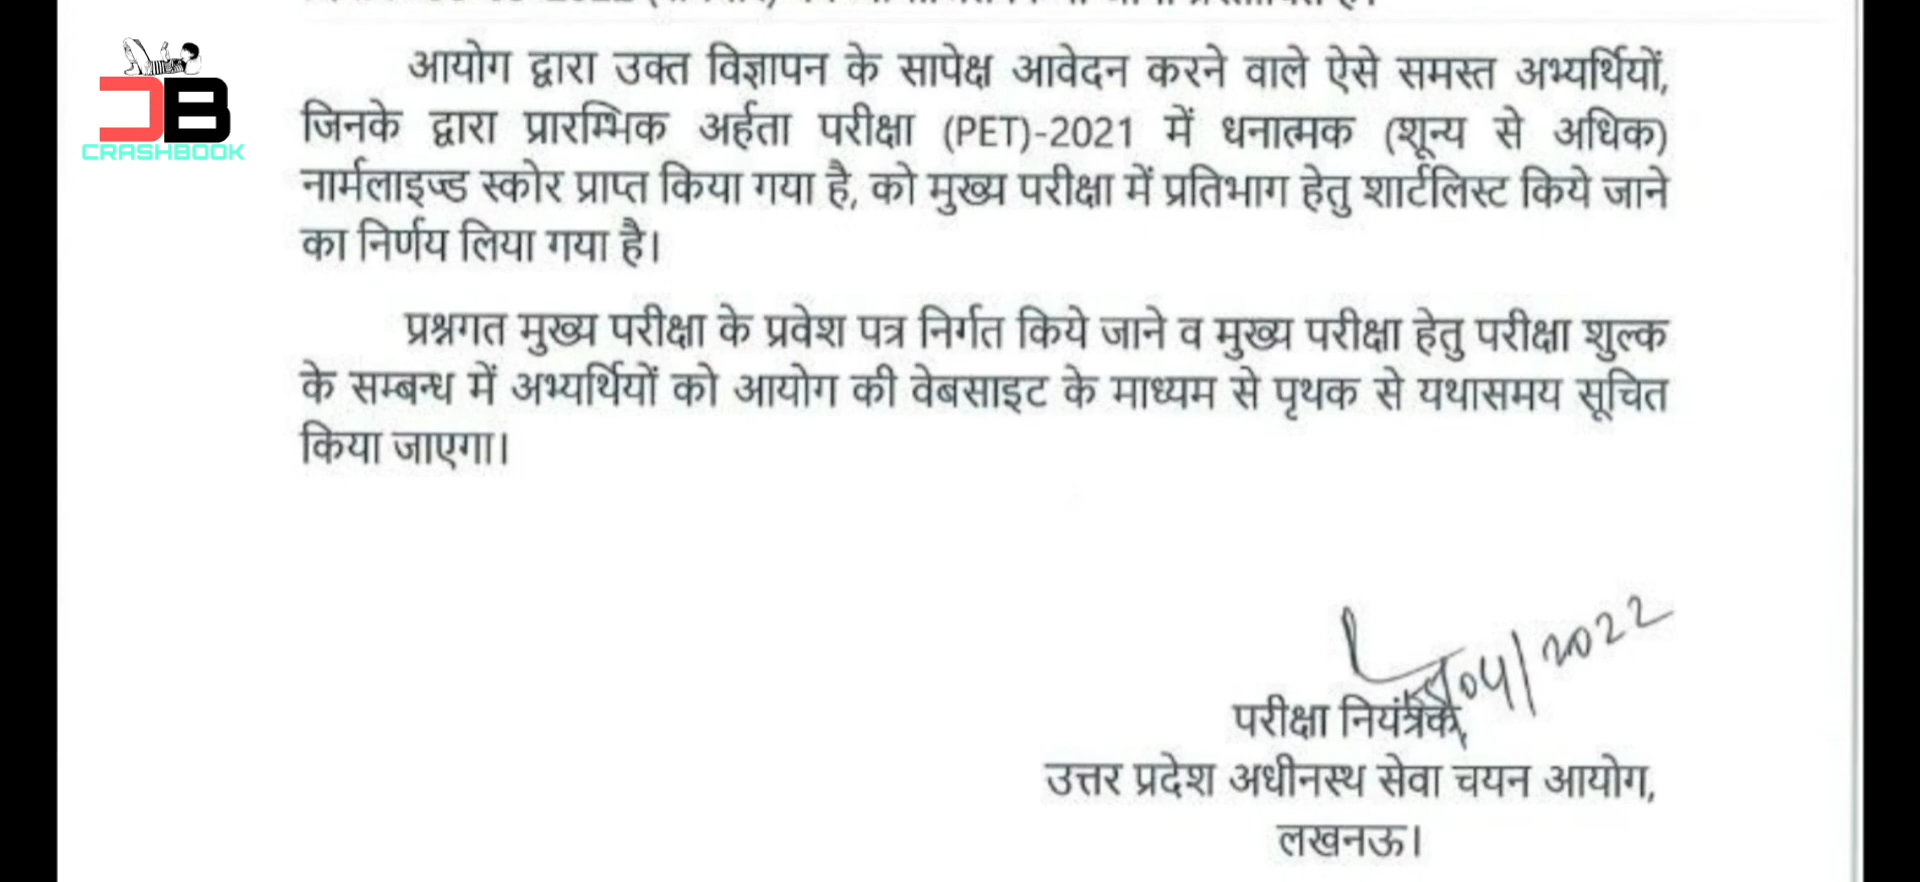 आयोग द्वारा उक्त विज्ञापन के सापेक्ष आवेदन करने वाले ऐसे समस्त अभ्यर्थियों,
जिनके द्वारा प्रारम्भिक अर्हता परीक्षा (PET)-2021 में धनात्मक (शून्य से अधिक)
नार्मलाइज्ड स्कोर प्राप्त किया गया है, को मुख्य परीक्षा में प्रतिभाग हेतु शार्टलिस्ट किये जाने
का निर्णय लिया गया है।
प्रश्नगत मुख्य परीक्षा के प्रवेश पत्र निर्गत किये जाने व मुख्य परीक्षा हेतु परीक्षा शुल्क
के सम्बन्ध में अभ्यर्थियों को आयोग की वेबसाइट के माध्यम से पृथक से यथासमय सूचित
किया जाएगा।
04/2022
परीक्षा नियंत्रक,
उत्तर प्रदेश अधीनस्थ सेवा चयन आयोग,
लखनऊ।
CB
CRASHBOOK